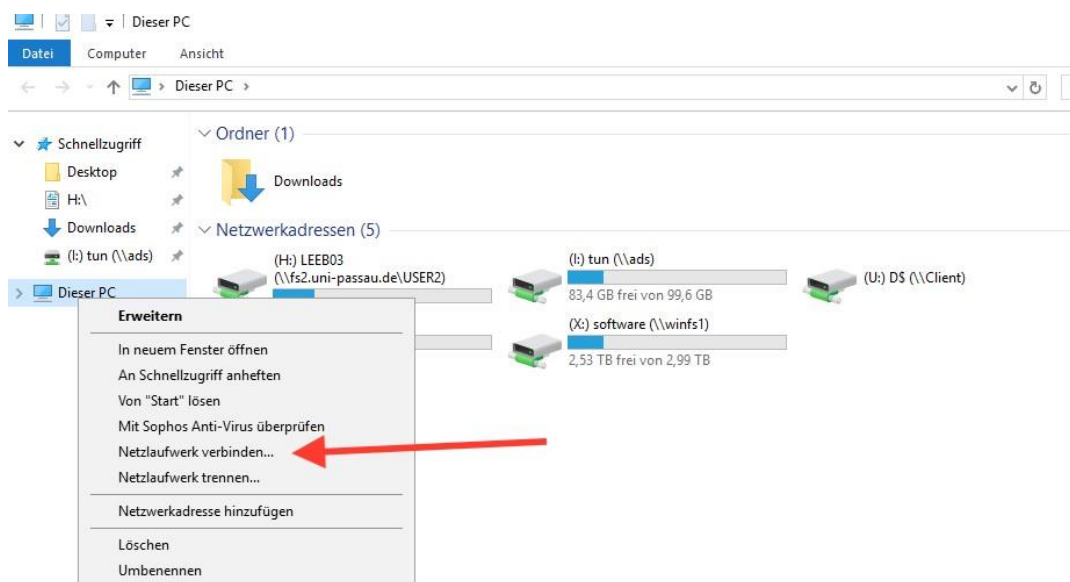 Dieser PC
Datei Computer Ansicht
Dieser PC
Schnellzugriff
Desktop
H:\
Downloads
(I:) tun (\\ads)
Dieser PC
Ordner (1)
Downloads
Netzwerkadressen (5)
(H:) LEEB03
(\\fs2.uni-passau.de\USER2)
(I:) tun (\\ads)
83,4 GB frei von 99,6 GB
(U:) D$ (\\Client)
(X:) software (\\winfs1)
2,53 TB frei von 2,99 TB
Erweitern
In neuem Fenster öffnen
An Schnellzugriff anheften
Von "Start" lösen
Mit Sophos Anti-Virus überprüfen
Netzlaufwerk verbinden...
Netzlaufwerk trennen...
Netzwerkadresse hinzufügen
Löschen
Umbenennen